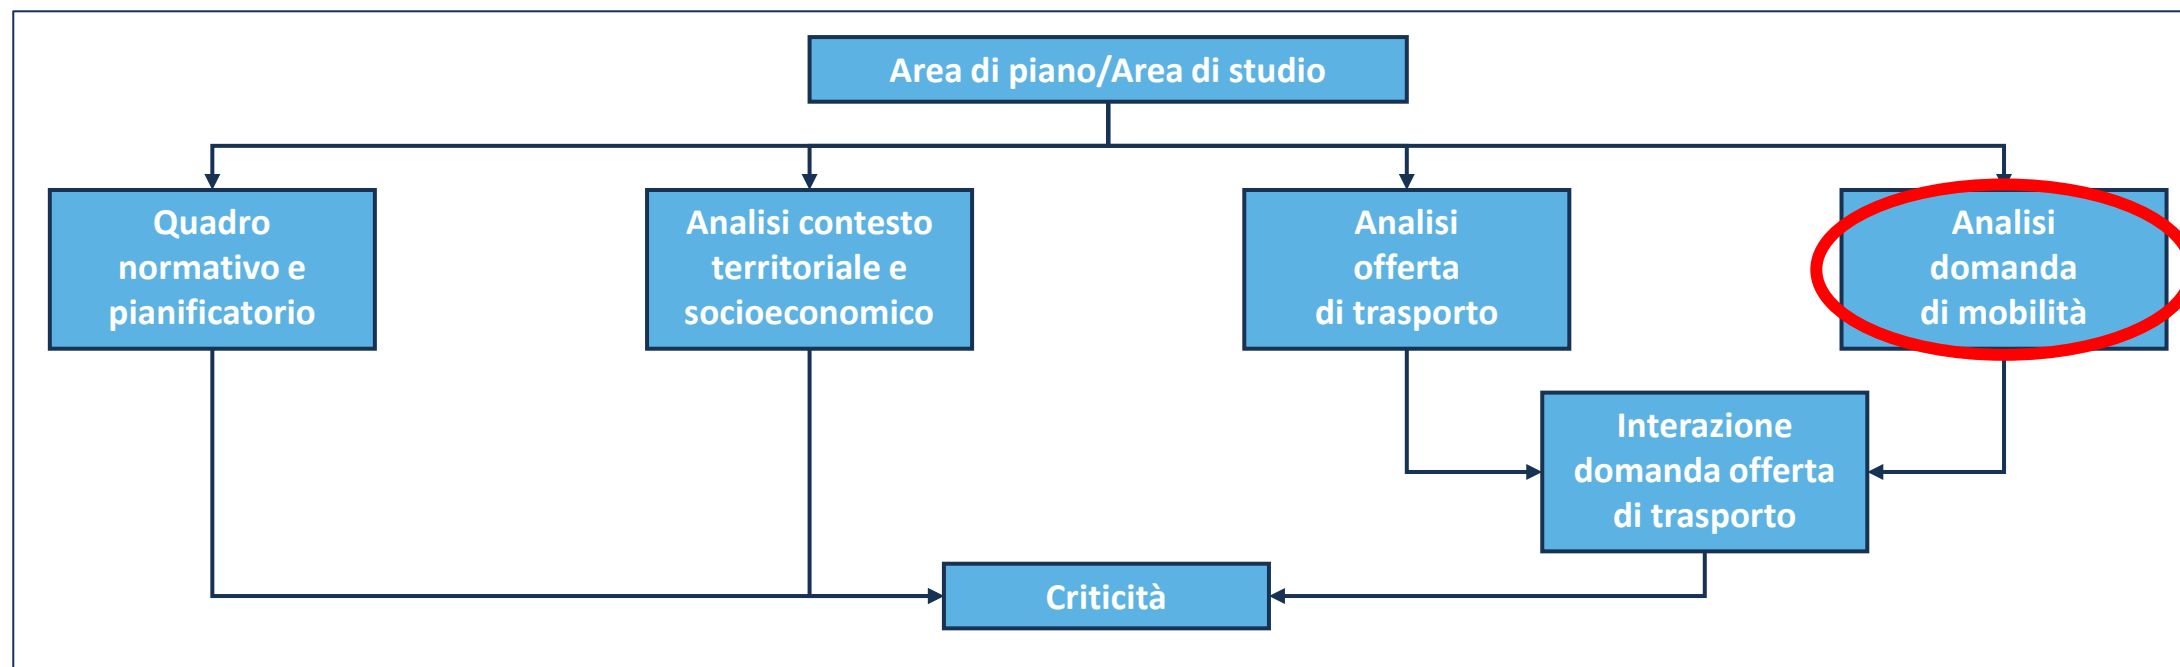 Area di piano/Area di studio
Quadro
normativo e
pianificatorio
Analisi contesto
territoriale e
socioeconomico
Analisi
offerta
di trasporto
Analisi
domanda
di mobilità
Interazione
domanda offerta
di trasporto
Criticità